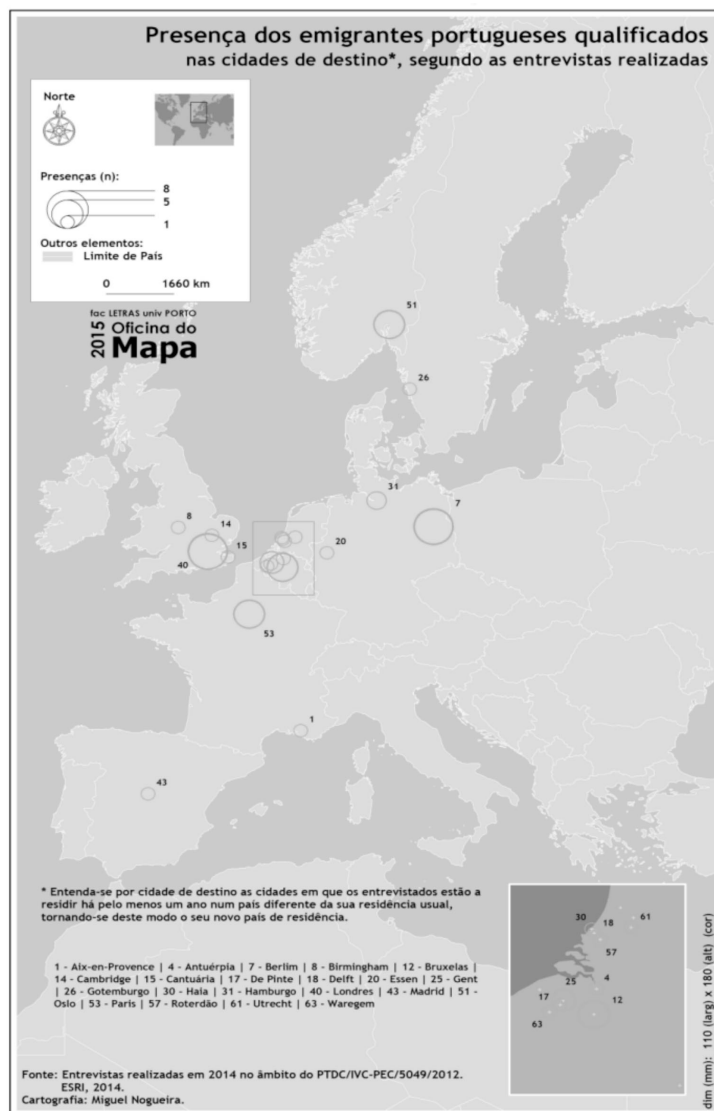 Presença dos emigrantes portugueses qualificados
nas cidades de destino*, segundo as entrevistas realizadas
Norte
Presenças (n):
8
5
1
Outros elementos:
Limite de País
0 1660 km
fac LETRAS univ PORTO
2015 Oficina do
Mapa
51
26
31
7
8
14
20
15
40
53
1
43
* Entenda-se por cidade de destino as cidades em que os entrevistados estão a
residir há pelo menos um ano num país diferente da sua residência usual,
tornando-se deste modo o seu novo país de residência.
1 - Aix-en-Provence | 4 - Antuérpia | 7 - Berlim | 8 - Birmingham | 12 - Bruxelas |
14 - Cambridge | 15 - Cantuária | 17 - De Pinte | 18 - Delft | 20 - Essen | 25 - Gent
| 26 - Gotemburgo | 30 - Haia | 31 - Hamburgo | 40 - Londres | 43 - Madrid | 51 -
Oslo | 53 - Paris | 57 - Roterdão | 61 - Utrecht | 63 - Waregem
30
18
61
57
4
25
17
12
63
Fonte: Entrevistas realizadas em 2014 no âmbito do PTDC/IVC-PEC/5049/2012.
ESRI, 2014.
Cartografia: Miguel Nogueira.
dim (mm): 110 (larg) x 180 (alt) (cor)